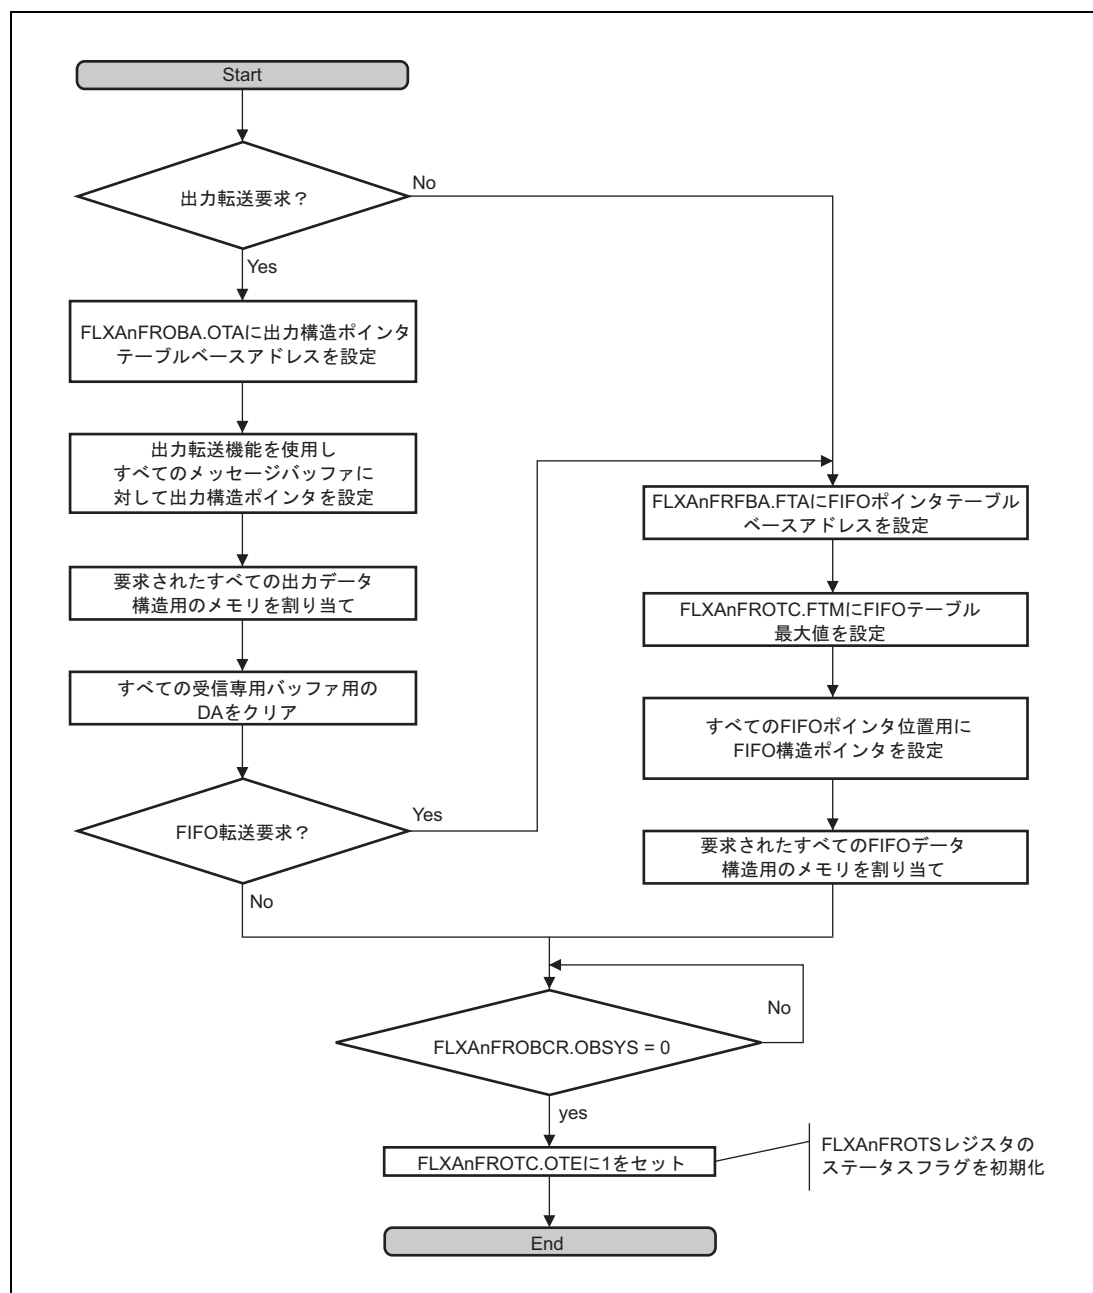 Start
出力転送要求？
No
Yes
FLXAnFROBA.OTAに出力構造ポインタ
テーブルベースアドレスを設定
出力転送機能を使用し
すべてのメッセージバッファに
対して出力構造ポインタを設定
要求されたすべての出力データ
構造用のメモリを割り当て
すべての受信専用バッファ用の
DAをクリア
FIFO転送要求？
Yes
No
FLXAnFRFBA.FTAにFIFOポインタテーブル
ベースアドレスを設定
FLXAnFROTC.FTMにFIFOテーブル
最大値を設定
すべてのFIFOポインタ位置用に
FIFO構造ポインタを設定
要求されたすべてのFIFOデータ
構造用のメモリを割り当て
FLXAnFROBCR.OBSYS = 0
No
yes
FLXAnFROTC.OTEに1をセット
FLXAnFROTSレジスタの
ステータスフラグを初期化
End